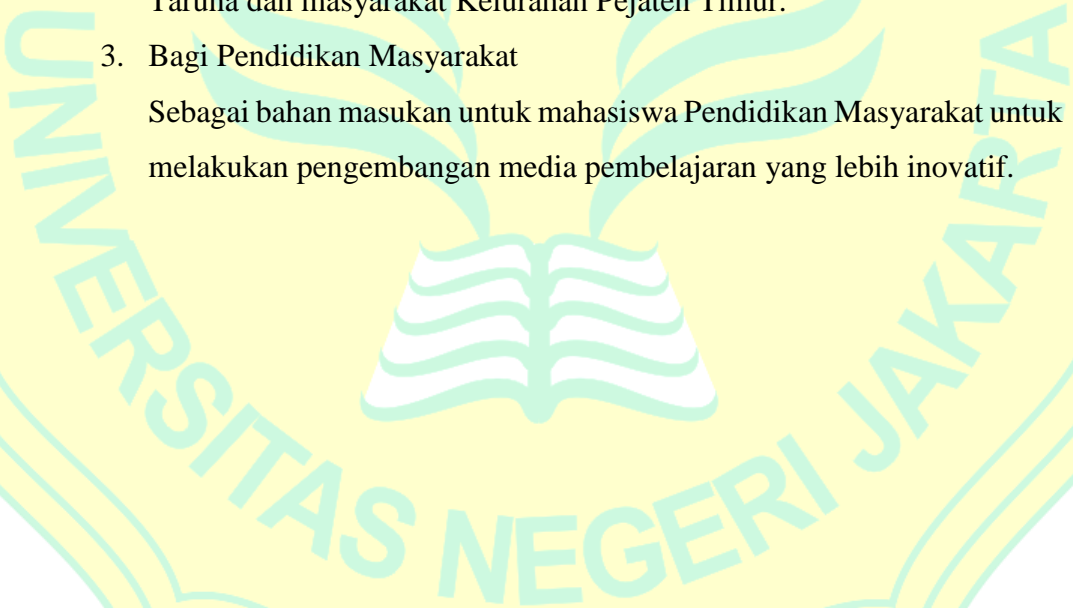 Taruna dan masyarakat Kelurahan Pejaten Timur.
3. Bagi Pendidikan Masyarakat
Sebagai bahan masukan untuk mahasiswa Pendidikan Masyarakat untuk
melakukan pengembangan media pembelajaran yang lebih inovatif.
UNIVERSITAS NEGERI JAKARTA